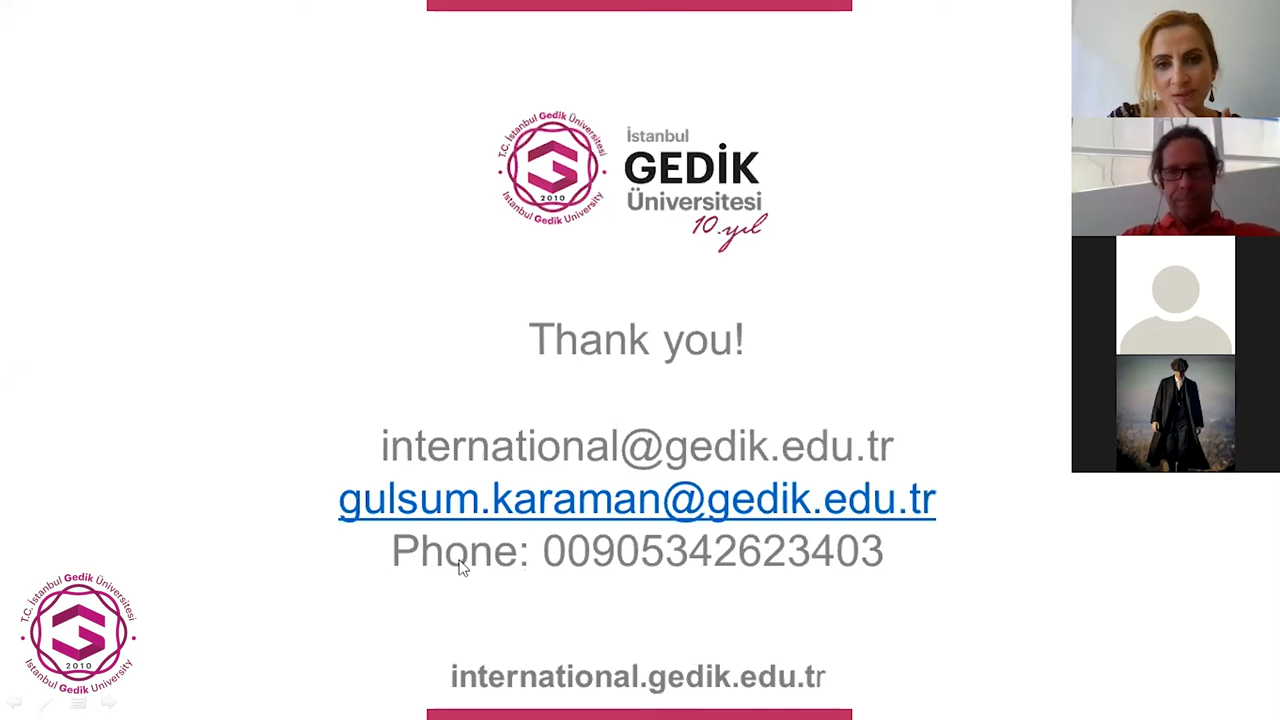 T.C. İstanbul Gedik Üniversitesi
2010
İstanbul Gedik University
İstanbul
GEDİK
Üniversitesi
10.yıl
Thank you!
international@gedik.edu.tr
gulsum.karaman@gedik.edu.tr
Phone: 00905342623403
T.C. İstanbul Gedik Üniversitesi
2010
İstanbul Gedik University
international.gedik.edu.tr